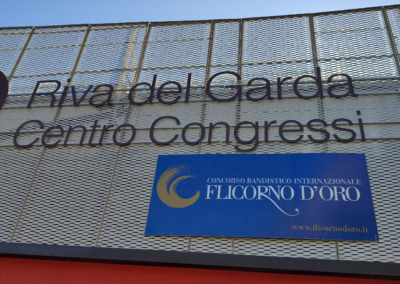 Riva del Garda
Centro Congressi
CONCORSO BANDISTICO INTERNAZIONALE
FLICORNO D'ORO
www.flicornodoro.it